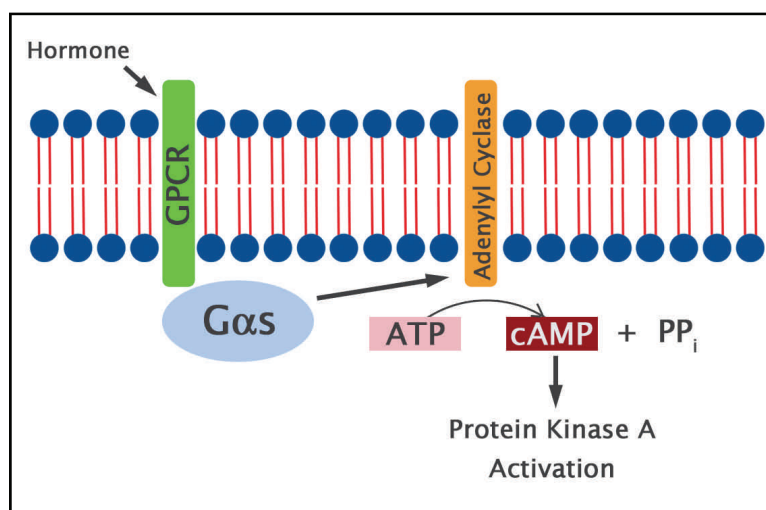 Hormone
GPCR
Adenylyl Cyclase
Gαs
ATP
cAMP + PPi
Protein Kinase A
Activation